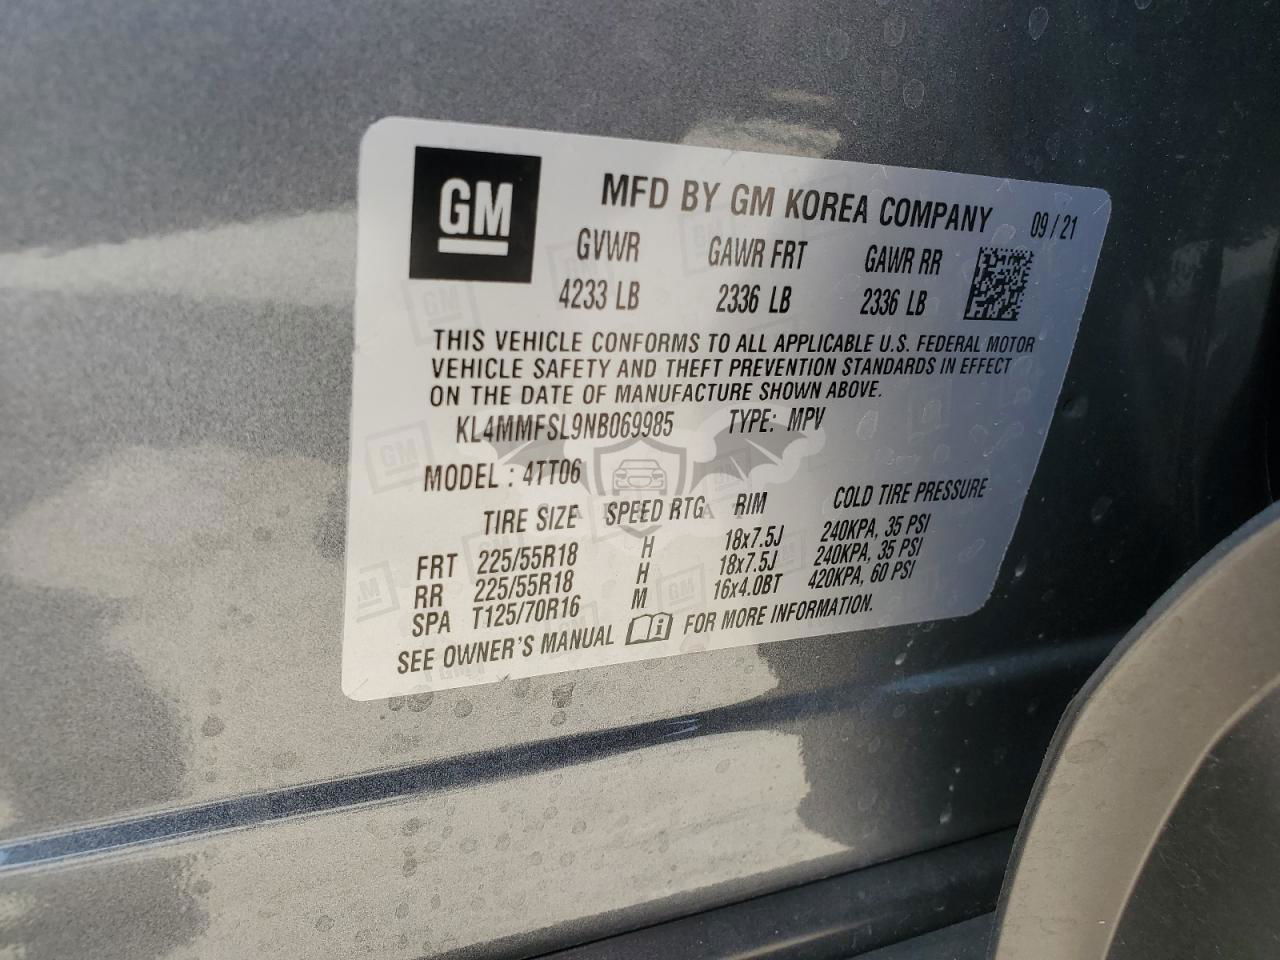 GM
MFD BY GM KOREA COMPANY 09 / 21
GVWR GAWR FRT GAWR RR
4233 LB 2336 LB 2336 LB
THIS VEHICLE CONFORMS TO ALL APPLICABLE U.S. FEDERAL MOTOR
VEHICLE SAFETY AND THEFT PREVENTION STANDARDS IN EFFECT
ON THE DATE OF MANUFACTURE SHOWN ABOVE.
KL4MMFSL9NB069985 TYPE: MPV
MODEL : 4TT06
TIRE SIZE SPEED RTG RIM COLD TIRE PRESSURE
FRT 225/55R18 H 18x7.5J 240KPA, 35 PSI
RR 225/55R18 H 18x7.5J 240KPA, 35 PSI
SPA T125/70R16 M 16x4.0BT 420KPA, 60 PSI
SEE OWNER'S MANUAL FOR MORE INFORMATION.